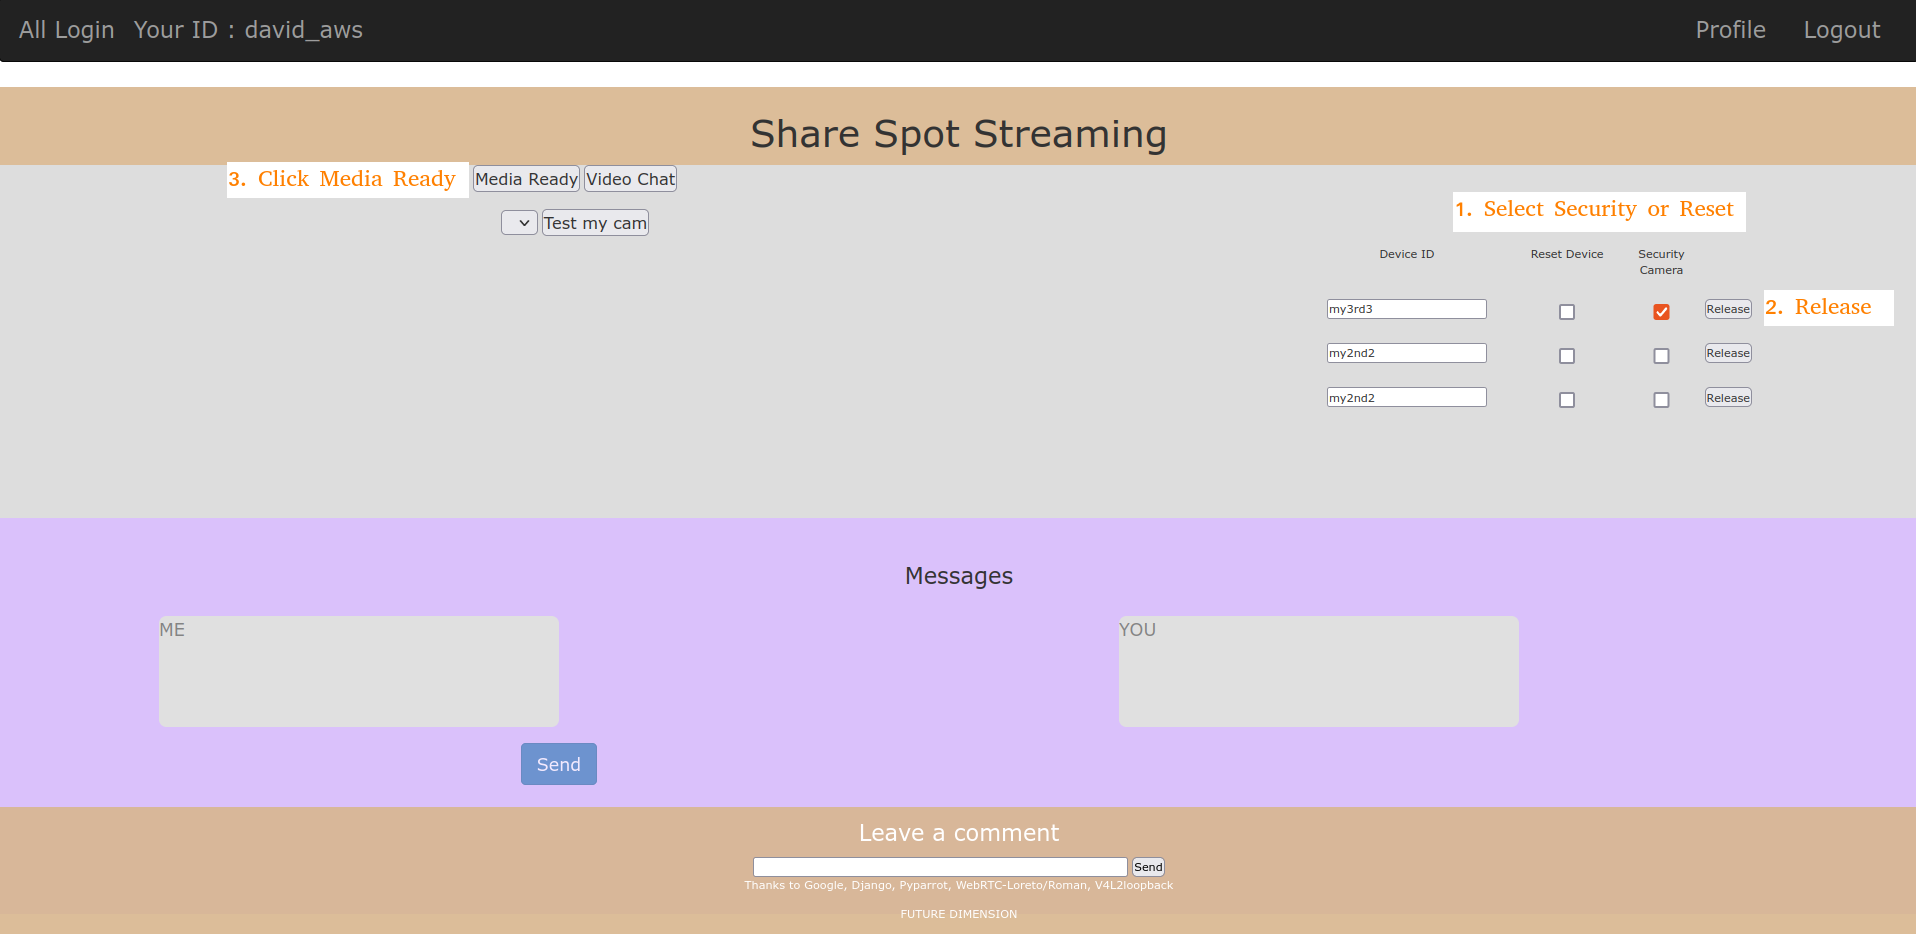 All Login Your ID : david_aws Profile Logout
Share Spot Streaming
3. Click Media Ready Media Ready Video Chat
Test my cam
1. Select Security or Reset
Device ID Reset Device Security Camera
my3rd3 Release 2. Release
my2nd2 Release
my2nd2 Release
Messages
ME YOU
Send
Leave a comment
Send
Thanks to Google, Django, Pyparrot, WebRTC-Loreto/Roman, V4L2loopback
FUTURE DIMENSION